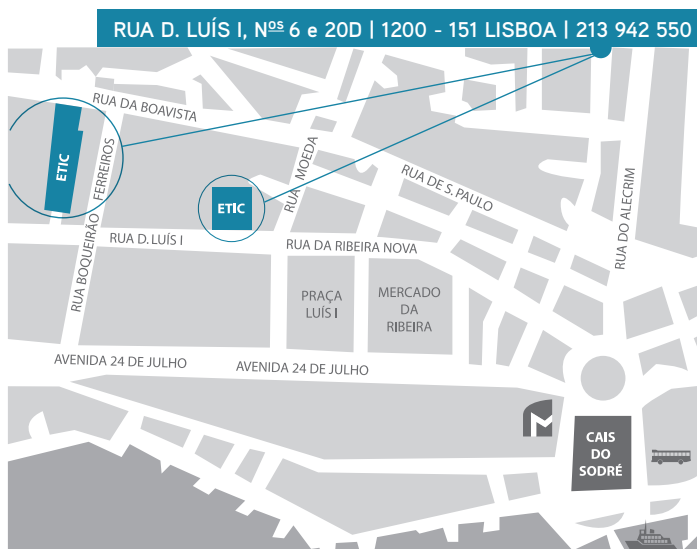 RUA D. LUÍS I, Nºˢ 6 e 20D | 1200 - 151 LISBOA | 213 942 550
RUA DA BOAVISTA
ETIC
RUA BOQUEIRÃO FERREIROS
RUA MOEDA
ETIC
RUA DE S. PAULO
RUA DO ALECRIM
RUA D. LUÍS I
RUA DA RIBEIRA NOVA
PRAÇA
LUÍS I
MERCADO
DA
RIBEIRA
AVENIDA 24 DE JULHO
AVENIDA 24 DE JULHO
M
CAIS
DO
SODRÉ